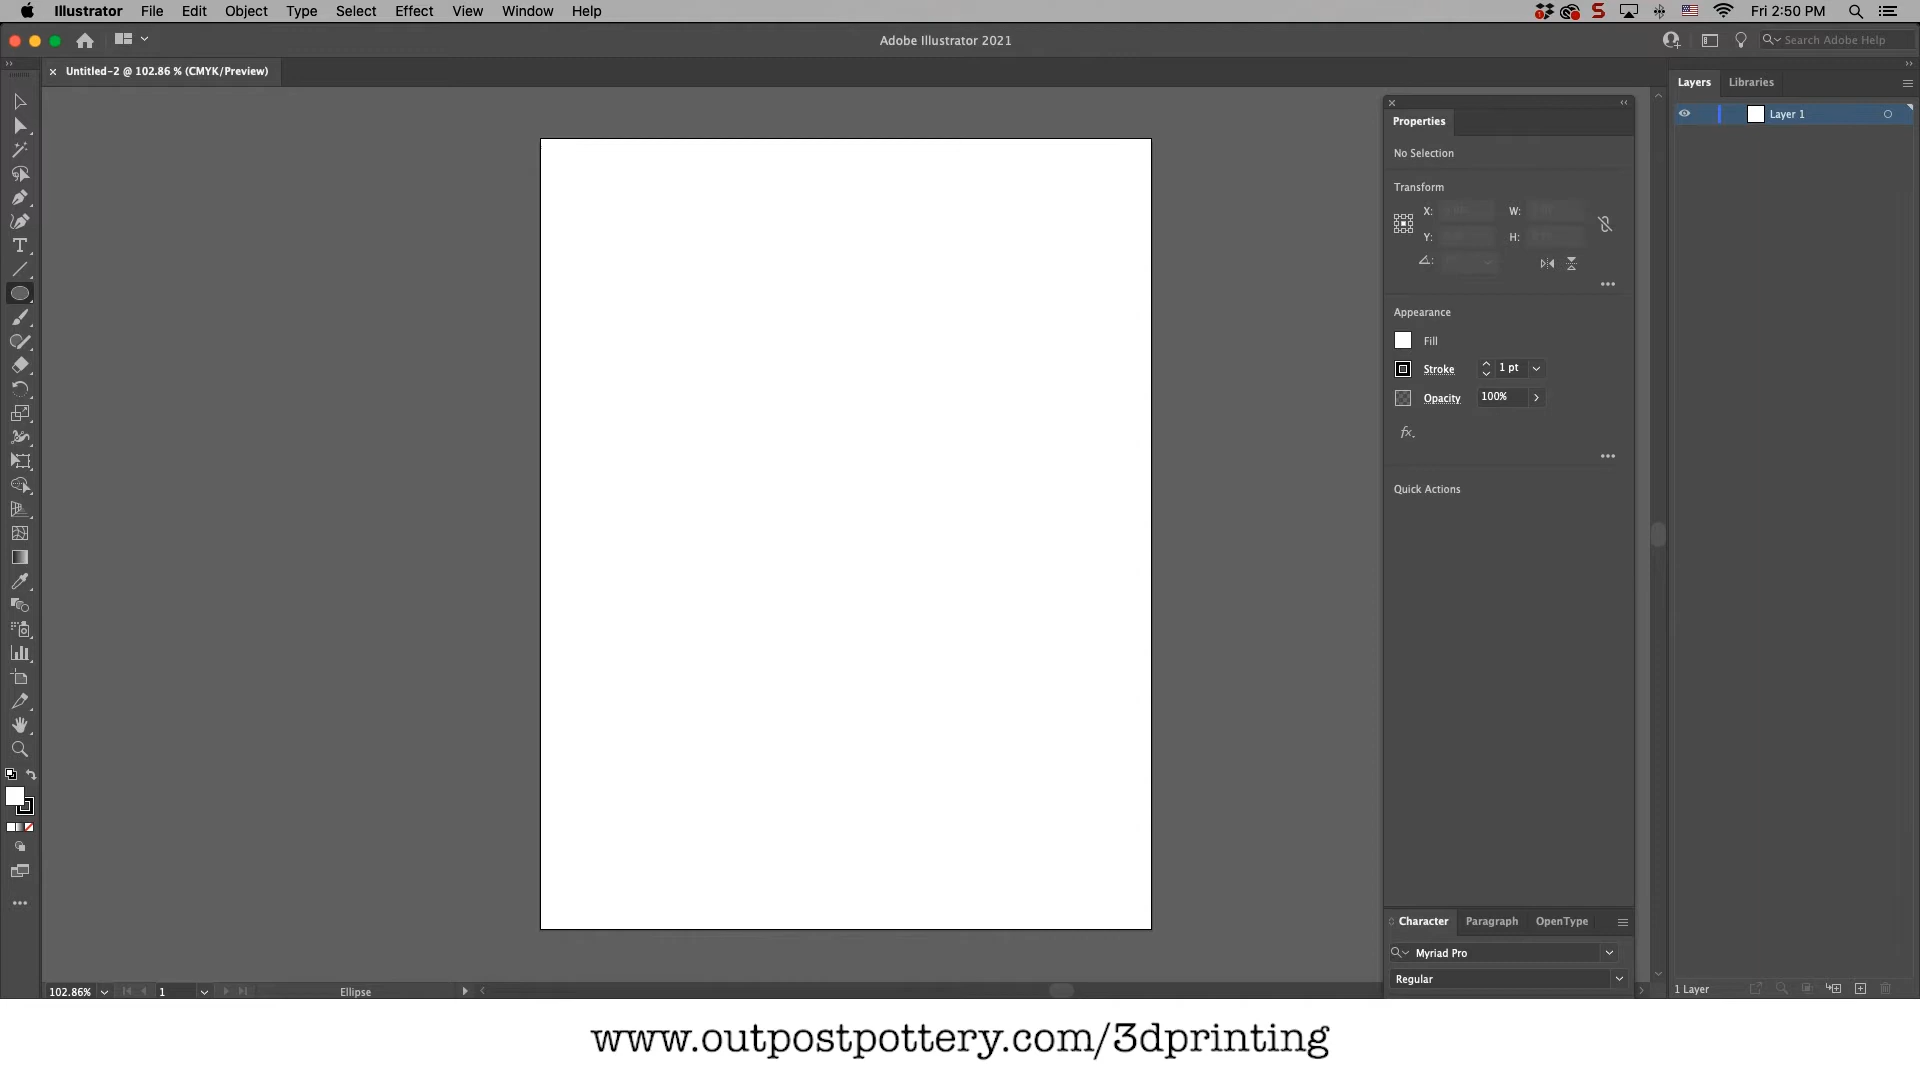 Illustrator File Edit Object Type Select Effect View Window Help
Fri 2:50 PM
Adobe Illustrator 2021
Search Adobe Help
Untitled-2 @ 102.86 % (CMYK/Preview)
Layers Libraries
Layer 1
Properties
No Selection
Transform
X: W:
Y: H:
Appearance
Fill
Stroke 1 pt
Opacity 100%
fx
Quick Actions
Character Paragraph OpenType
Myriad Pro
Regular
102.86% 1 Ellipse
1 Layer
www.outpostpottery.com/3dprinting